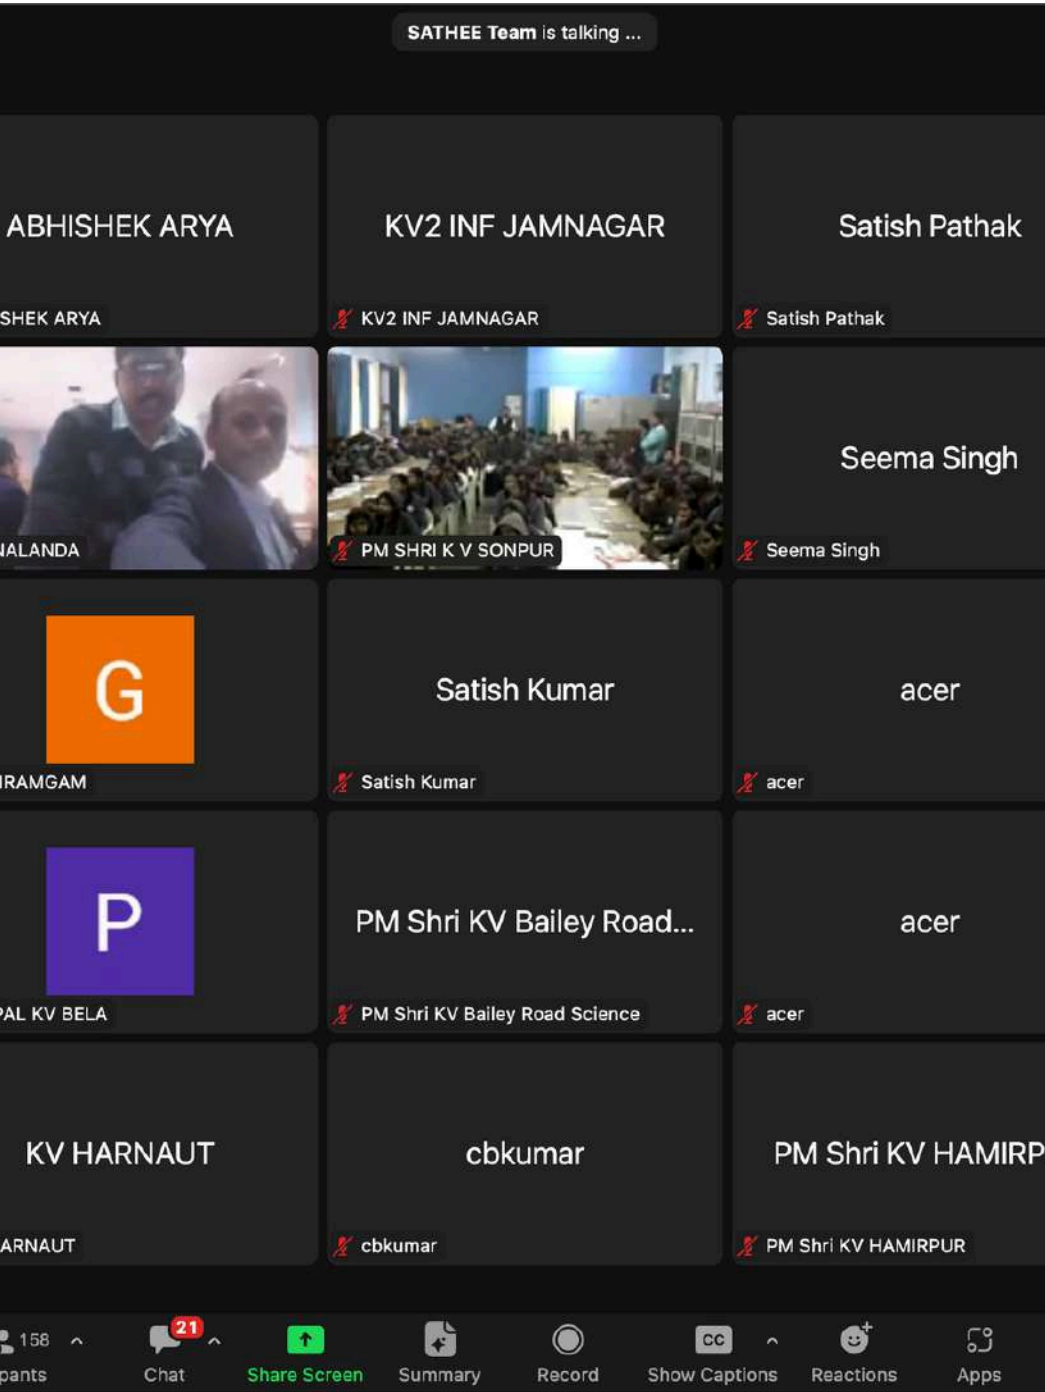 SATHEE Team is talking ...
ABHISHEK ARYA
SHEK ARYA
KV2 INF JAMNAGAR
KV2 INF JAMNAGAR
Satish Pathak
Satish Pathak
NALANDA
PM SHRI K V SONPUR
Seema Singh
Seema Singh
G
IRAMGAM
Satish Kumar
Satish Kumar
acer
acer
P
PAL KV BELA
PM Shri KV Bailey Road...
PM Shri KV Bailey Road Science
acer
acer
KV HARNAUT
ARNAUT
cbkumar
cbkumar
PM Shri KV HAMIRP
PM Shri KV HAMIRPUR
158
pants
21
Chat
Share Screen
Summary
Record
CC
Show Captions
Reactions
Apps